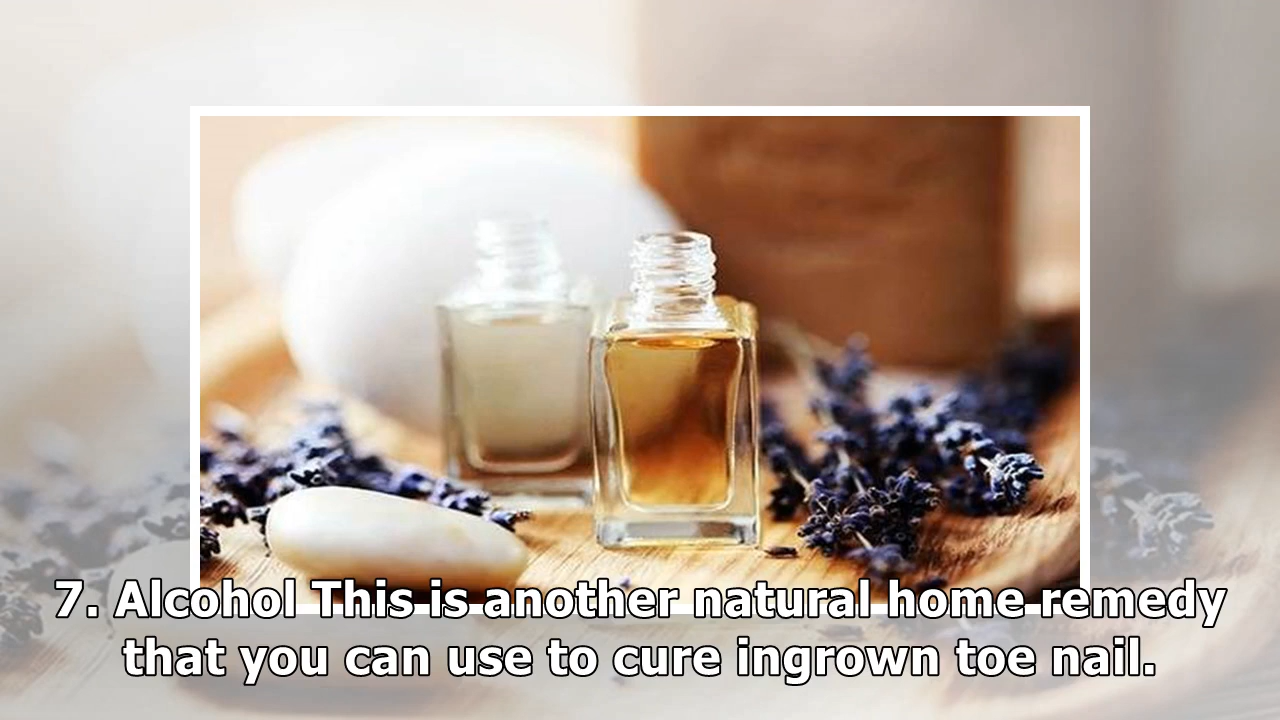 7. Alcohol This is another natural home remedy
that you can use to cure ingrown toe nail.